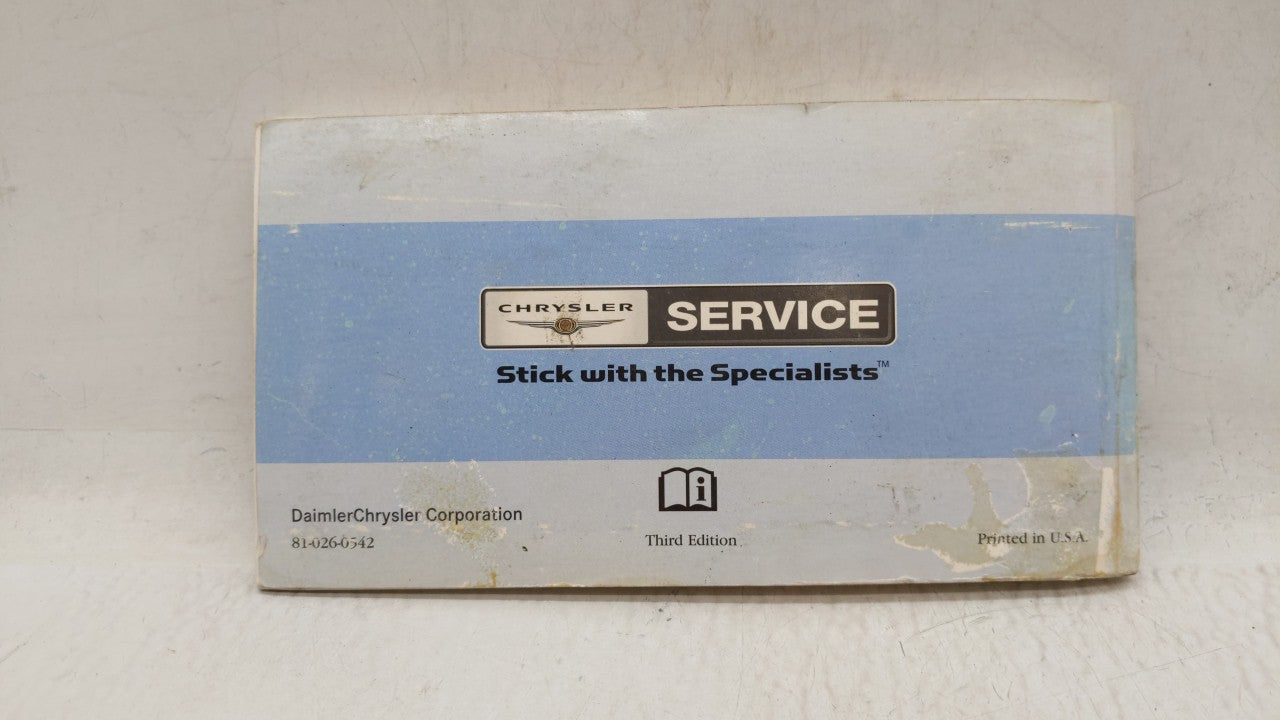 CHRYSLER SERVICE
Stick with the Specialists™
i
DaimlerChrysler Corporation
81-026-0542
Third Edition
Printed in U.S.A.